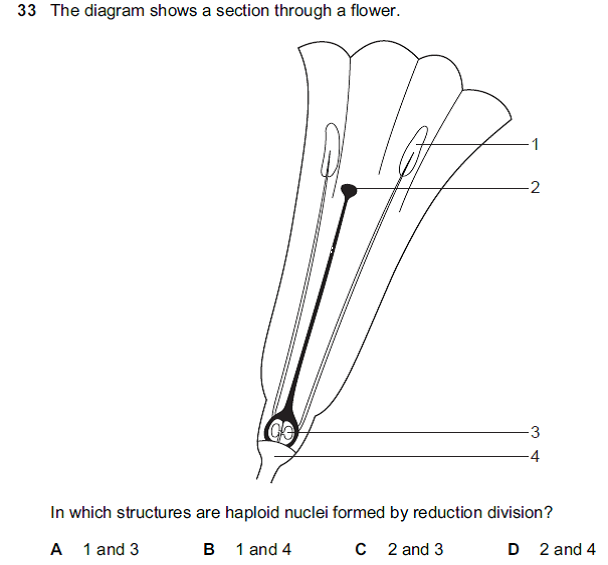 33 The diagram shows a section through a flower.
1
2
3
4
In which structures are haploid nuclei formed by reduction division?
A 1 and 3 B 1 and 4 C 2 and 3 D 2 and 4